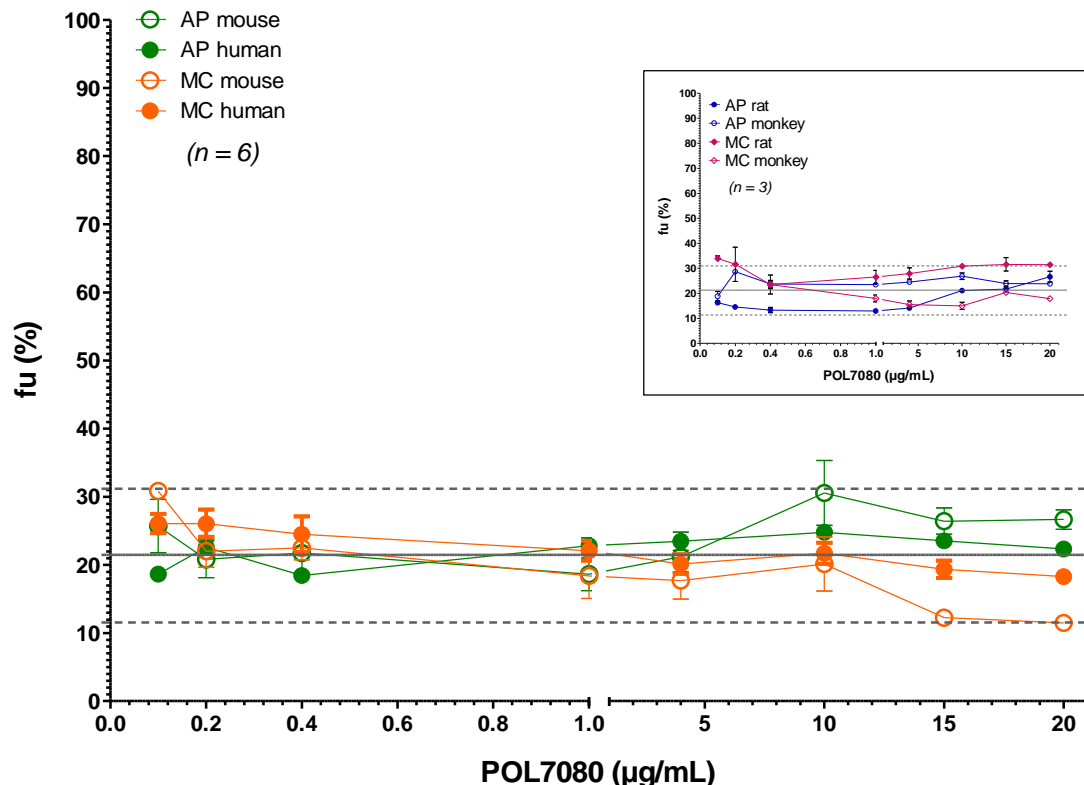 AP mouse
AP human
MC mouse
MC human
(n = 6)
100
90
80
70
60
50
40
30
20
10
0
fu (%)
0.0 0.2 0.4 0.6 0.8 1.0 5 10 15 20
POL7080 (µg/mL)
AP rat
AP monkey
MC rat
MC monkey
(n = 3)
100
90
80
70
60
50
40
30
20
10
0
fu (%)
0.0 0.2 0.4 0.6 0.8 1.0 5 10 15 20
POL7080 (µg/mL)